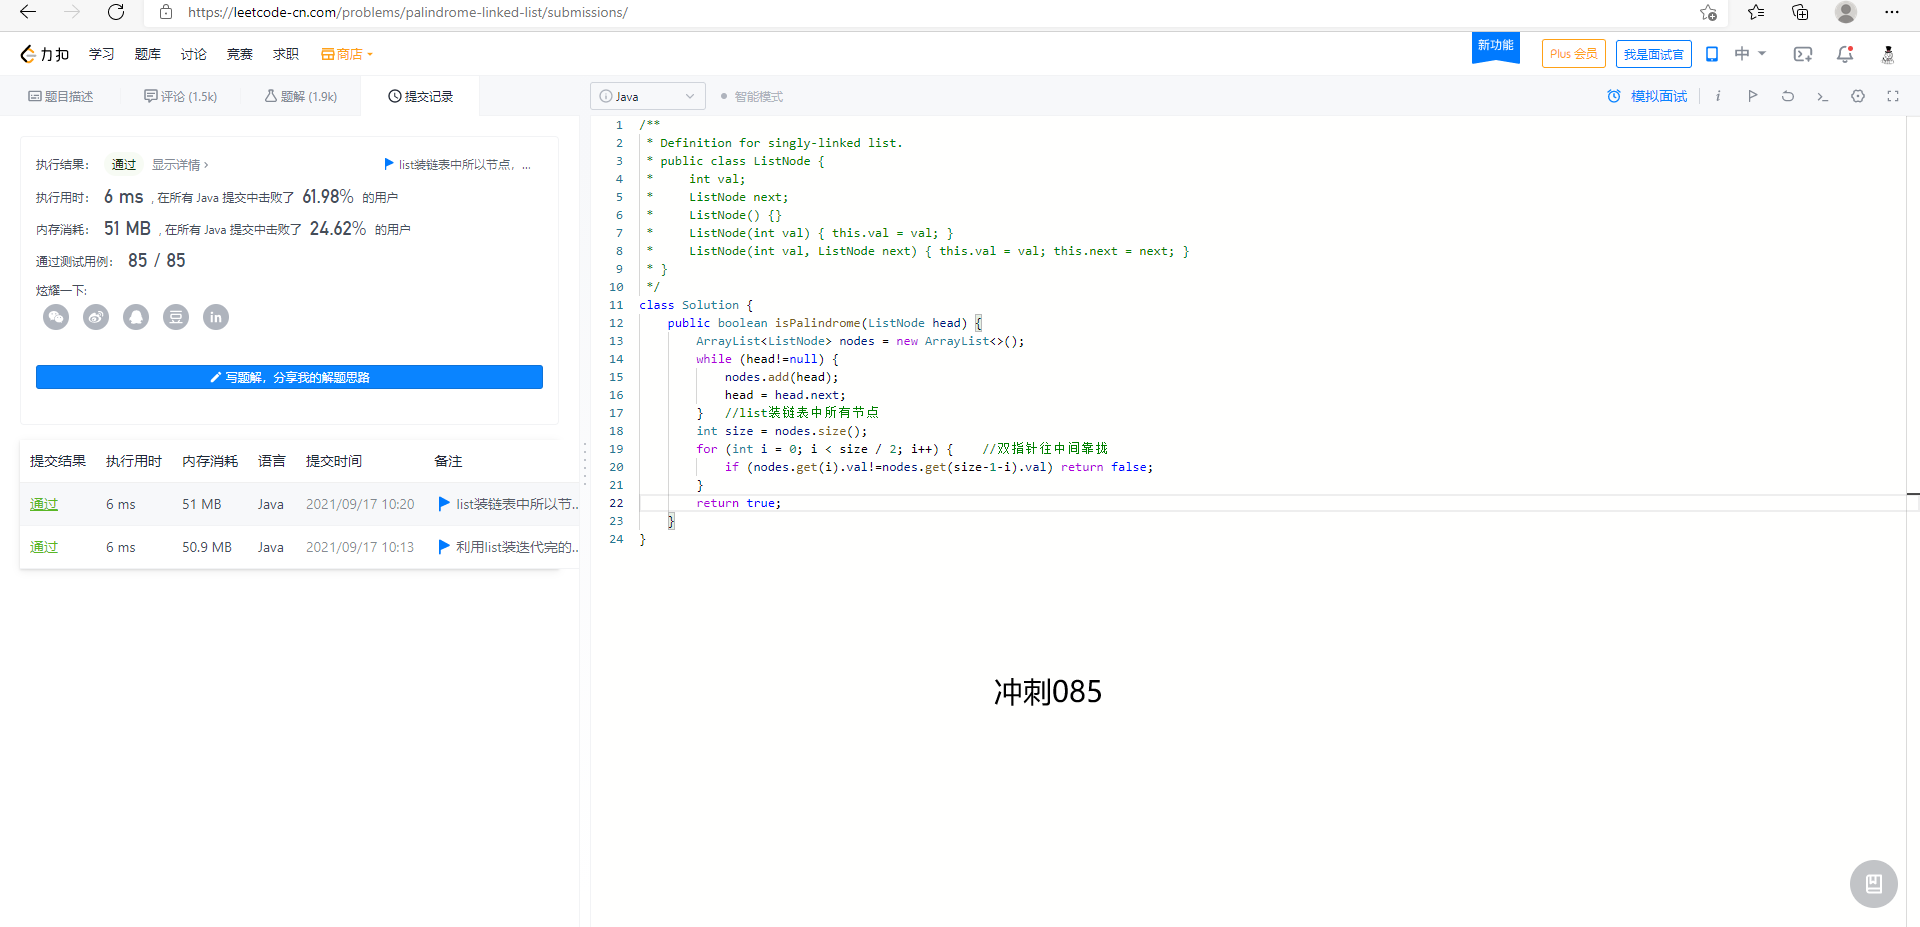 https://leetcode-cn.com/problems/palindrome-linked-list/submissions/
力扣 学习 题库 讨论 竞赛 求职 商店 新功能 Plus 会员 我是面试官 中
题目描述 评论 (1.5k) 题解 (1.9k) 提交记录
Java 智能模式 模拟面试
执行结果： 通过 显示详情 › list装链表中所以节点，...
执行用时： 6 ms , 在所有 Java 提交中击败了 61.98% 的用户
内存消耗： 51 MB , 在所有 Java 提交中击败了 24.62% 的用户
通过测试用例： 85 / 85
炫耀一下:
豆 in
写题解，分享我的解题思路
提交结果 执行用时 内存消耗 语言 提交时间 备注
通过 6 ms 51 MB Java 2021/09/17 10:20 list装链表中所以节...
通过 6 ms 50.9 MB Java 2021/09/17 10:13 利用list装迭代完的...
1 /**
2 * Definition for singly-linked list.
3 * public class ListNode {
4 *     int val;
5 *     ListNode next;
6 *     ListNode() {}
7 *     ListNode(int val) { this.val = val; }
8 *     ListNode(int val, ListNode next) { this.val = val; this.next = next; }
9 * }
10 */
11 class Solution {
12     public boolean isPalindrome(ListNode head) {
13         ArrayList<ListNode> nodes = new ArrayList<>();
14         while (head!=null) {
15             nodes.add(head);
16             head = head.next;
17         }   //list装链表中所有节点
18         int size = nodes.size();
19         for (int i = 0; i < size / 2; i++) {    //双指针往中间靠拢
20             if (nodes.get(i).val!=nodes.get(size-1-i).val) return false;
21         }
22         return true;
23     }
24 }
冲刺085